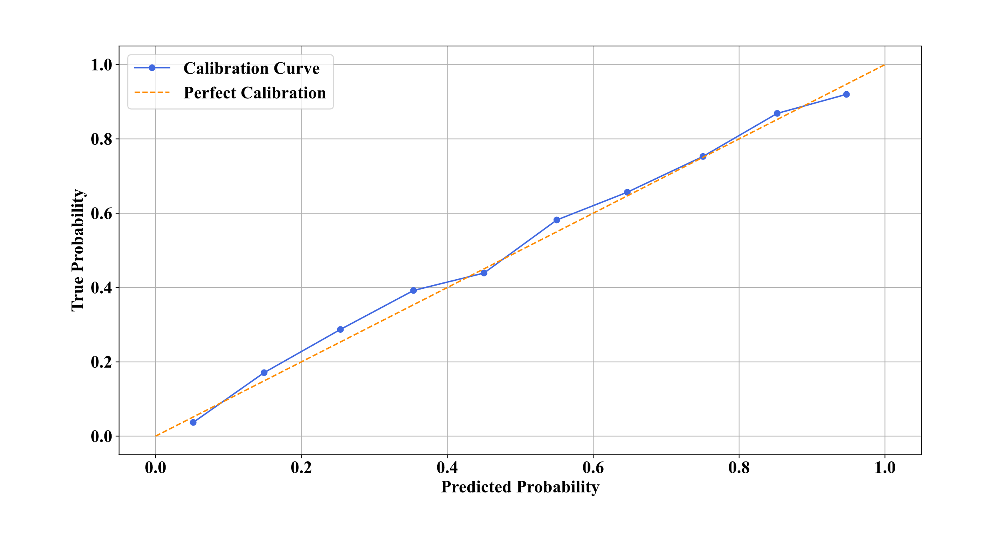 Calibration Curve
Perfect Calibration
1.0
0.8
0.6
0.4
0.2
0.0
True Probability
0.0 0.2 0.4 0.6 0.8 1.0
Predicted Probability